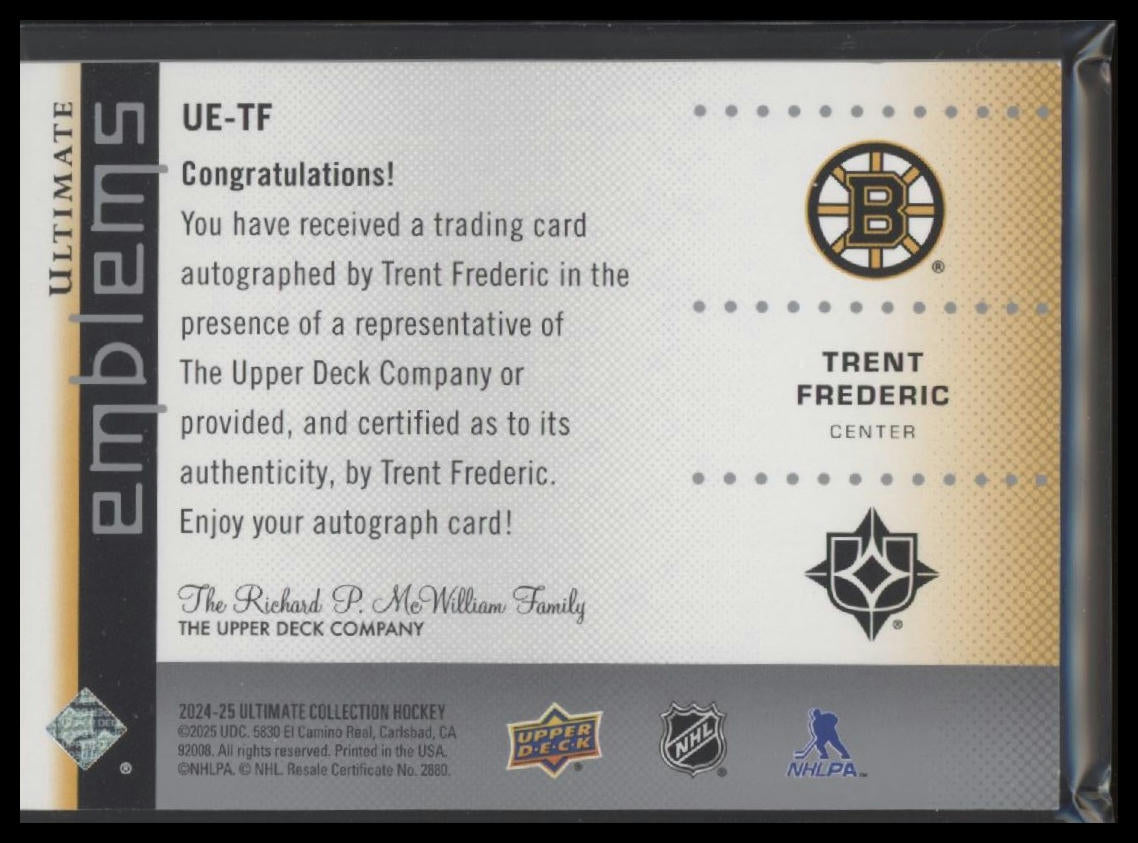 ULTIMATE
emblems
UE-TF
Congratulations!
You have received a trading card
autographed by Trent Frederic in the
presence of a representative of
The Upper Deck Company or
provided, and certified as to its
authenticity, by Trent Frederic.
Enjoy your autograph card!
The Richard P. McWilliam Family
THE UPPER DECK COMPANY
B
®
TRENT
FREDERIC
CENTER
®
®
2024-25 ULTIMATE COLLECTION HOCKEY
©2025 UDC. 5830 El Camino Real, Carlsbad, CA
92008. All rights reserved. Printed in the USA.
©NHLPA. © NHL. Resale Certificate No. 2880.
UPPER
D·E·C·K
®
NHL
®
NHLPA™